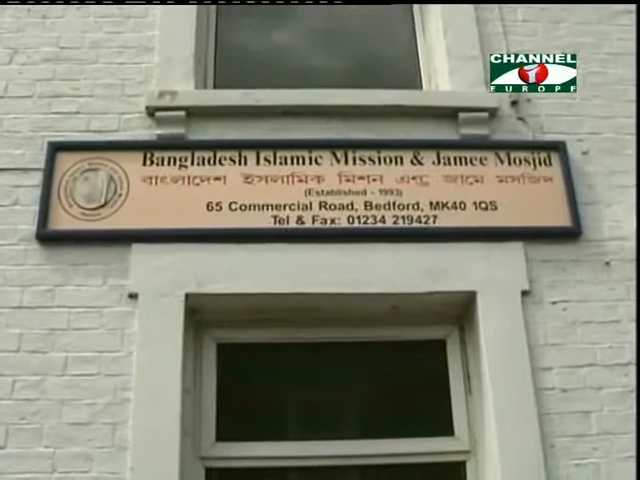 CHANNEL
i
EUROPE
Bangladesh Islamic Mission & Jamee Mosjid
বাংলাদেশ ইসলামিক মিশন এণ্ড জামে মসজিদ
(Established - 1993)
65 Commercial Road, Bedford, MK40 1QS
Tel & Fax: 01234 219427